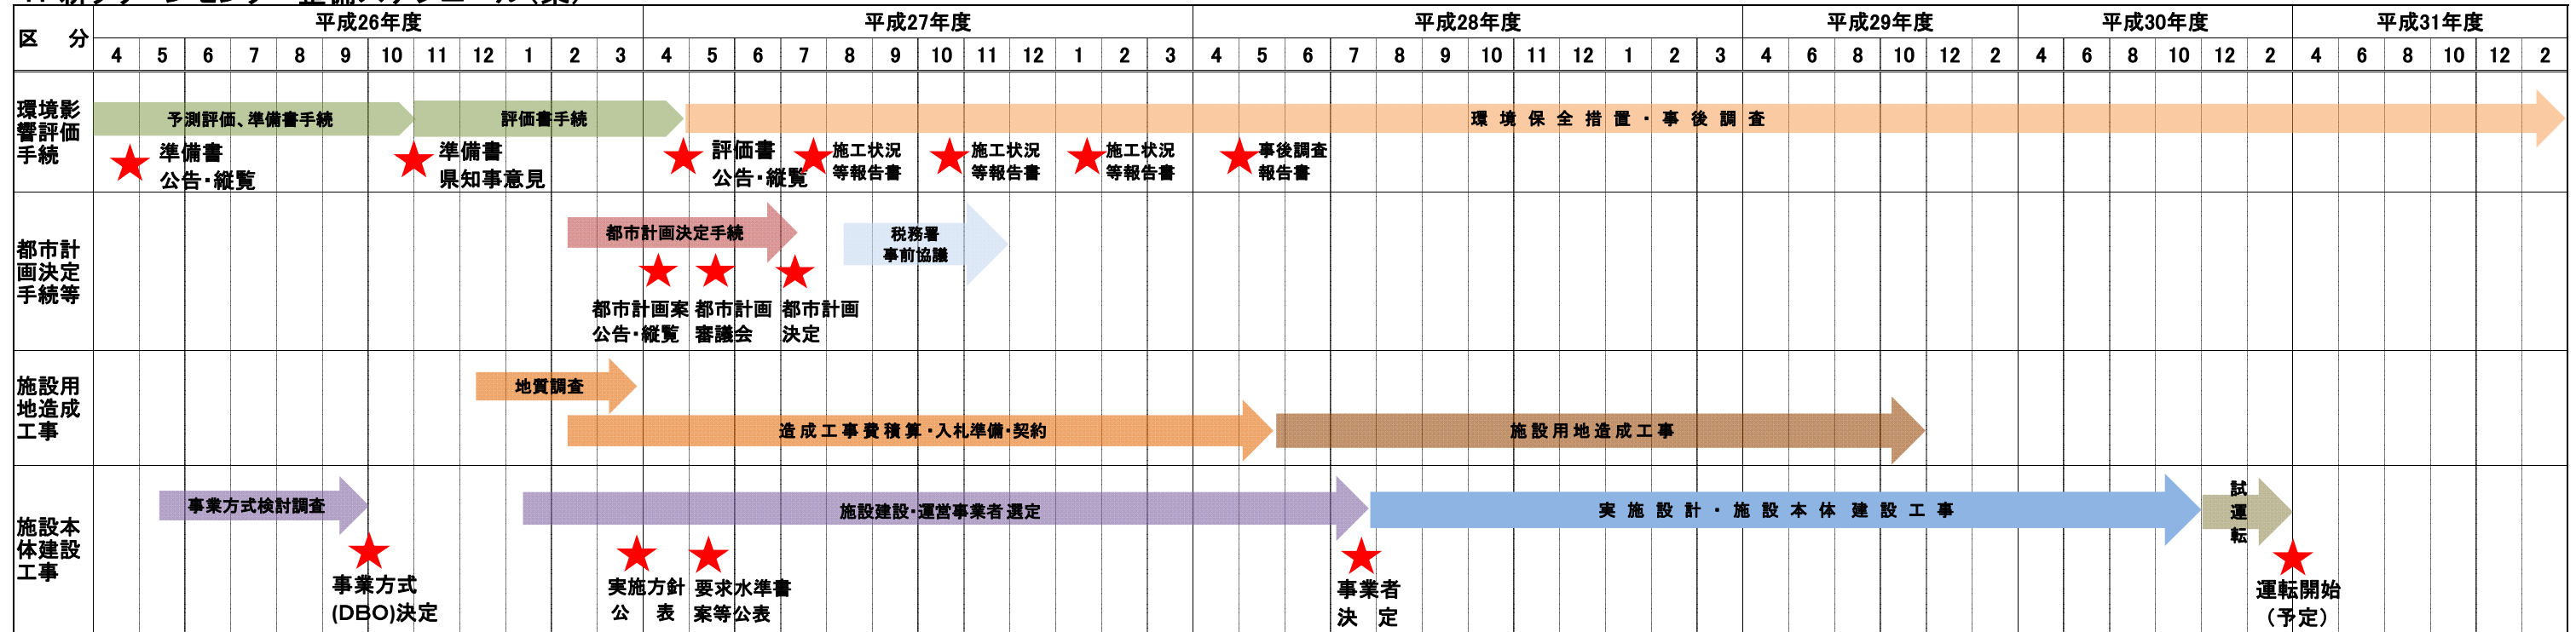 区 分
平成26年度 平成27年度 平成28年度 平成29年度 平成30年度 平成31年度
4 5 6 7 8 9 10 11 12 1 2 3 4 5 6 7 8 9 10 11 12 1 2 3 4 5 6 7 8 9 10 11 12 1 2 3 4 6 8 10 12 2 4 6 8 10 12 2 4 6 8 10 12 2
環境影
響評価
手続
予測評価、準備書手続
評価書手続
環境保全措置・事後調査
準備書
公告・縦覧
準備書
県知事意見
評価書
公告・縦覧
施工状況
等報告書
施工状況
等報告書
施工状況
等報告書
事後調査
報告書
都市計
画決定
手続等
都市計画決定手続
税務署
事前協議
都市計画案
公告・縦覧
都市計画
審議会
都市計画
決定
施設用
地造成
工事
地質調査
造成工事費積算・入札準備・契約
施設用地造成工事
施設本
体建設
工事
事業方式検討調査
施設建設・運営事業者選定
実施設計・施設本体建設工事
試
運
転
事業方式
(DBO)決定
実施方針
公 表
要求水準書
案等公表
事業者
決 定
運転開始
（予定）